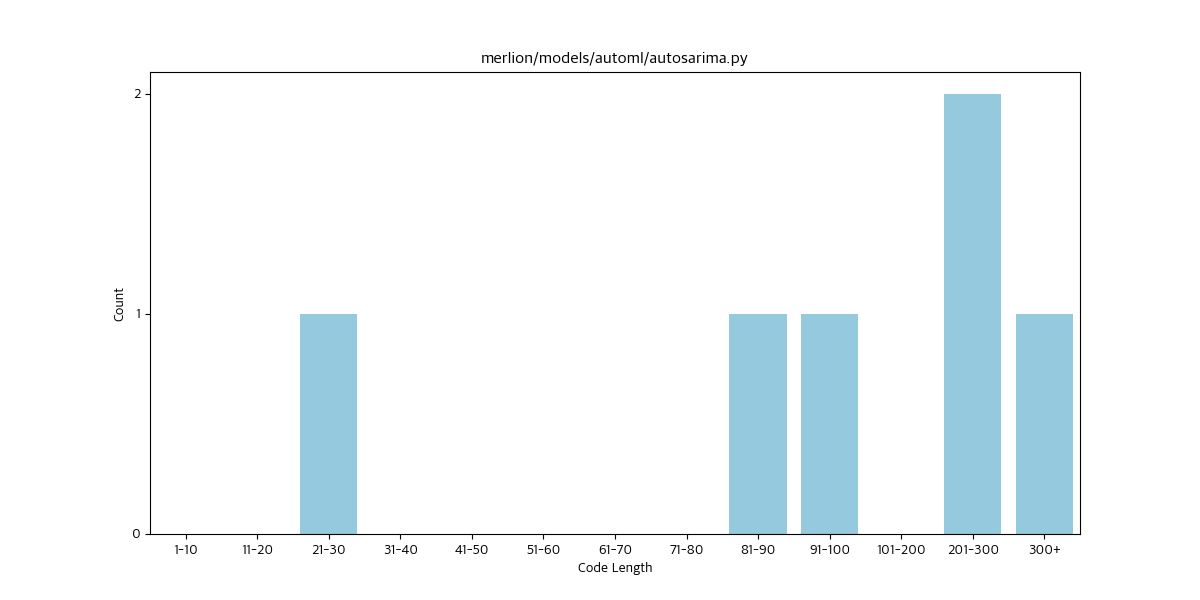 merlion/models/automl/autosarima.py
2
1
0
Count
1-10 11-20 21-30 31-40 41-50 51-60 61-70 71-80 81-90 91-100 101-200 201-300 300+
Code Length